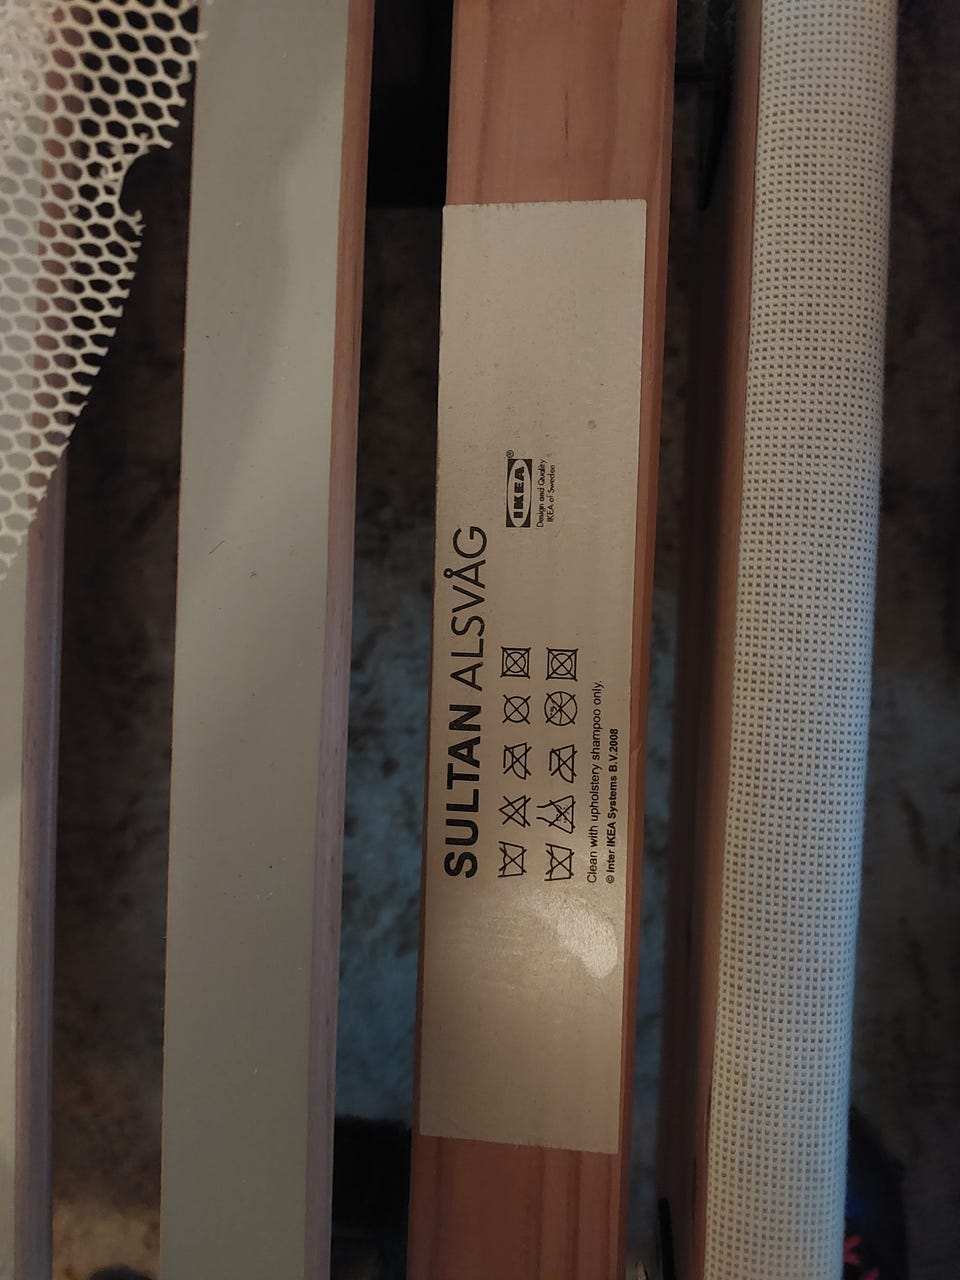 SULTAN ALSVÅG
IKEA®
Design and Quality
IKEA of Sweden
Clean with upholstery shampoo only.
© Inter IKEA Systems B.V.2008